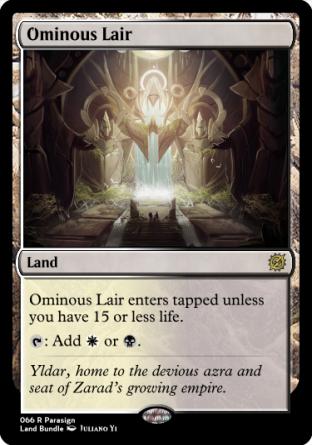 Ominous Lair
Land
Ominous Lair enters tapped unless
you have 15 or less life.
: Add or .
Yldar, home to the devious azra and
seat of Zarad's growing empire.
066 R Parasign
Land Bundle Juliano Yi